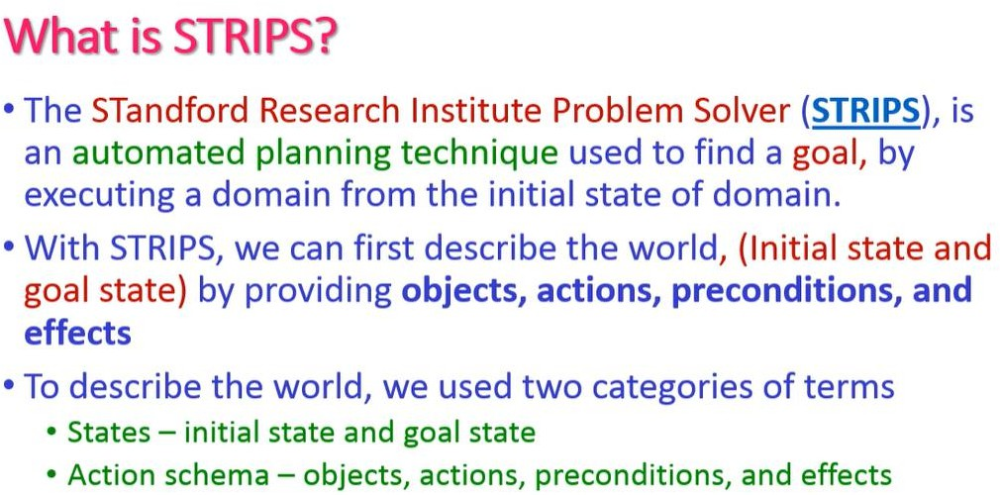 What is STRIPS?
• The STandford Research Institute Problem Solver (STRIPS), is
an automated planning technique used to find a goal, by
executing a domain from the initial state of domain.
• With STRIPS, we can first describe the world, (Initial state and
goal state) by providing objects, actions, preconditions, and
effects
• To describe the world, we used two categories of terms
• States – initial state and goal state
• Action schema – objects, actions, preconditions, and effects